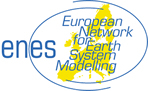 enes
European
Network
for
Earth
System
Modelling